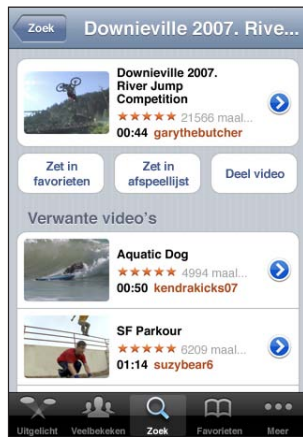 Zoek
Downieville 2007. Rive...
Downieville 2007.
River Jump
Competition
21566 maal...
00:44 garythebutcher
Zet in
favorieten
Zet in
afspeellijst
Deel video
Verwante video's
Aquatic Dog
4994 maal...
00:50 kendrakicks07
SF Parkour
6209 maal...
01:14 suzybear6
Uitgelicht
Veelbekeken
Zoek
Favorieten
Meer